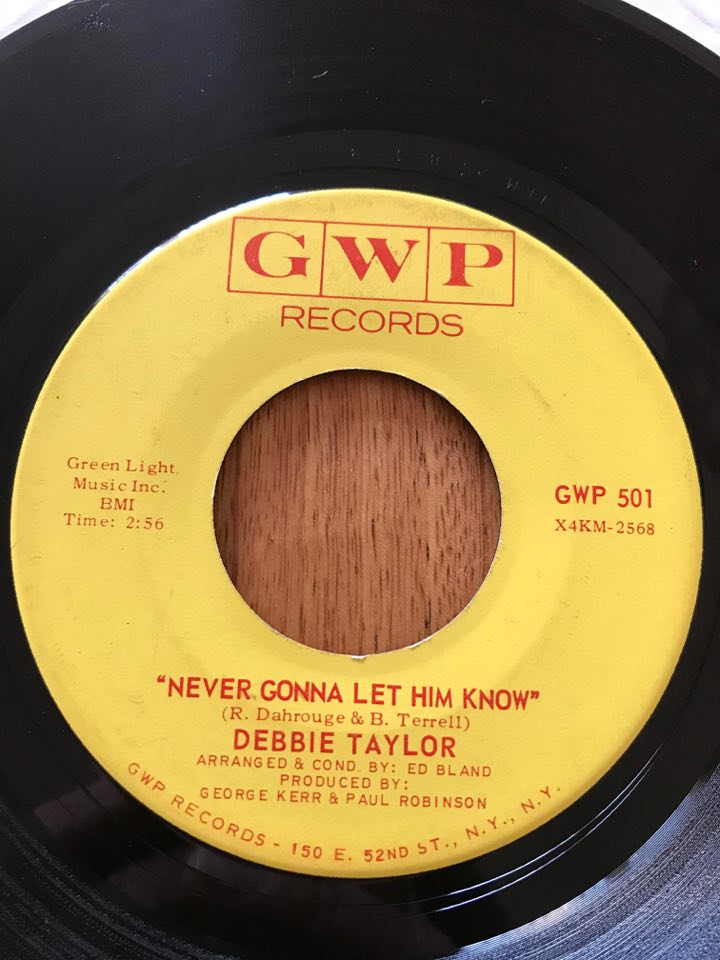 GWP
RECORDS
Green Light
Music Inc.
BMI
Time: 2:56
GWP 501
X4KM-2568
"NEVER GONNA LET HIM KNOW"
(R. Dahrouge & B. Terrell)
DEBBIE TAYLOR
ARRANGED & COND. BY: ED BLAND
PRODUCED BY:
GEORGE KERR & PAUL ROBINSON
GWP RECORDS - 150 E. 52ND ST., N.Y., N.Y.